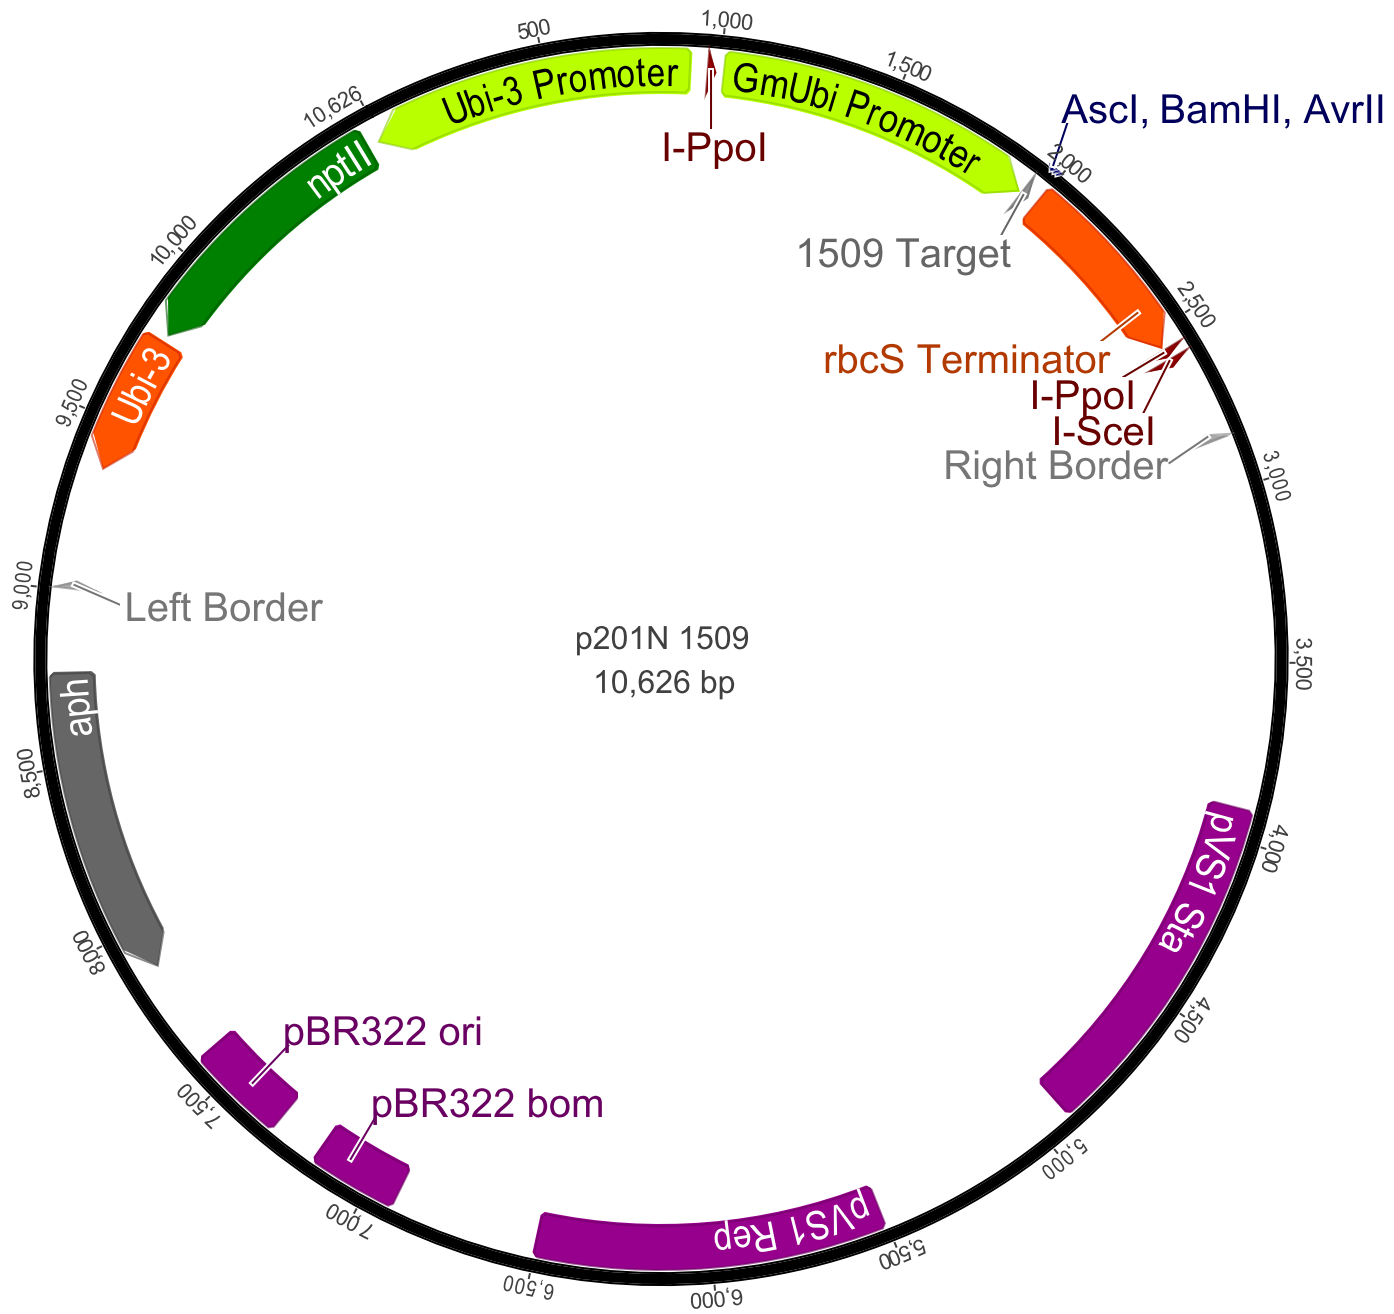 500
1,000
1,500
2,000
2,500
3,000
3,500
4,000
4,500
5,000
5,500
6,000
6,500
7,000
7,500
8,000
8,500
9,000
9,500
10,000
10,626
Ubi-3 Promoter
I-PpoI
GmUbi Promoter
AscI, BamHI, AvrII
1509 Target
rbcS Terminator
I-PpoI
I-SceI
Right Border
pVS1 Sta
pVS1 Rep
pBR322 bom
pBR322 ori
aph
Left Border
Ubi-3
nptII
p201N 1509
10,626 bp